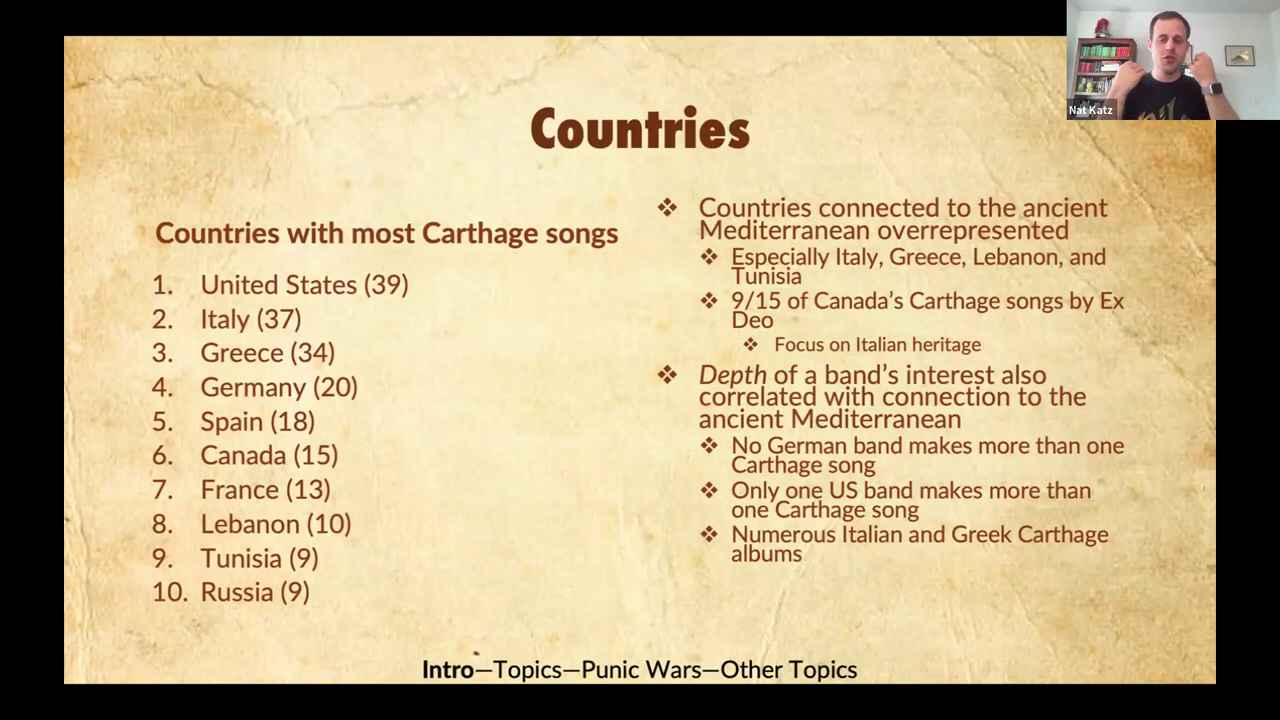 Nat Katz
Countries
Countries with most Carthage songs
1. United States (39)
2. Italy (37)
3. Greece (34)
4. Germany (20)
5. Spain (18)
6. Canada (15)
7. France (13)
8. Lebanon (10)
9. Tunisia (9)
10. Russia (9)
❖ Countries connected to the ancient
Mediterranean overrepresented
❖ Especially Italy, Greece, Lebanon, and
Tunisia
❖ 9/15 of Canada’s Carthage songs by Ex
Deo
❖ Focus on Italian heritage
❖ Depth of a band’s interest also
correlated with connection to the
ancient Mediterranean
❖ No German band makes more than one
Carthage song
❖ Only one US band makes more than
one Carthage song
❖ Numerous Italian and Greek Carthage
albums
Intro—Topics—Punic Wars—Other Topics